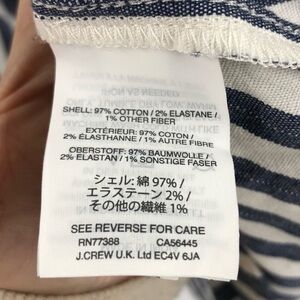 SHELL: 97% COTTON / 2% ELASTANE /
1% OTHER FIBER
EXTÉRIEUR: 97% COTON /
2% ÉLASTHANNE / 1% AUTRE FIBRE
OBERSTOFF: 97% BAUMWOLLE /
2% ELASTAN / 1% SONSTIGE FASER
シェル: 綿 97% /
エラステーン 2% /
その他の繊維 1%
SEE REVERSE FOR CARE
RN77388 CA56445
J.CREW U.K. Ltd EC4V 6JA